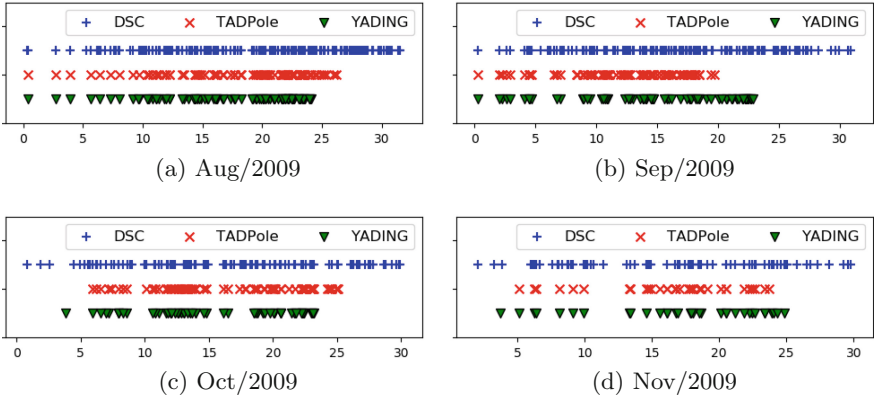 DSC TADPole YADING
0 5 10 15 20 25 30
(a) Aug/2009
DSC TADPole YADING
0 5 10 15 20 25 30
(b) Sep/2009
DSC TADPole YADING
0 5 10 15 20 25 30
(c) Oct/2009
DSC TADPole YADING
5 10 15 20 25 30
(d) Nov/2009